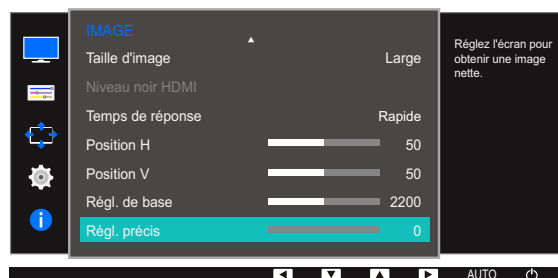 IMAGE
Taille d'image Large
Niveau noir HDMI
Temps de réponse Rapide
Position H 50
Position V 50
Régl. de base 2200
Régl. précis 0
Réglez l'écran pour
obtenir une image
nette.
AUTO